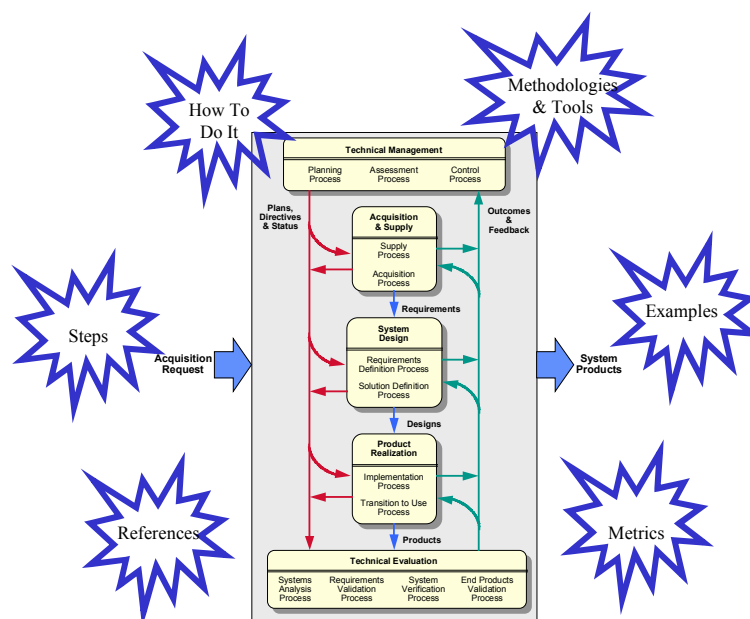 How To
Do It
Methodologies
& Tools
Technical Management
Planning
Process
Assessment
Process
Control
Process
Plans,
Directives
& Status
Outcomes
&
Feedback
Acquisition
& Supply
Supply
Process
Acquisition
Process
Requirements
Steps
Acquisition
Request
System
Design
Requirements
Definition Process
Solution Definition
Process
Examples
System
Products
Designs
Product
Realization
Implementation
Process
Transition to Use
Process
Products
References
Metrics
Technical Evaluation
Systems
Analysis
Process
Requirements
Validation
Process
System
Verification
Process
End Products
Validation
Process